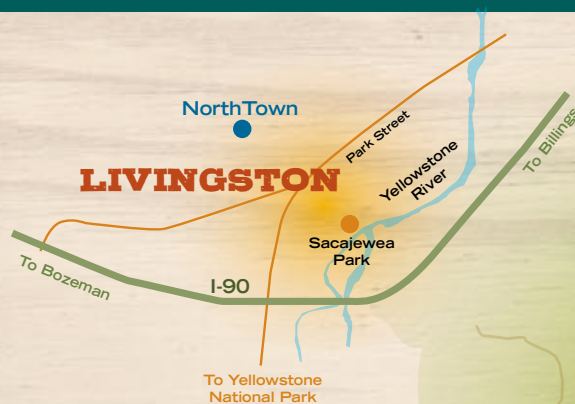 NorthTown
Park Street
LIVINGSTON
Yellowstone
River
To Billings
Sacajewea
Park
To Bozeman
I-90
To Yellowstone
National Park